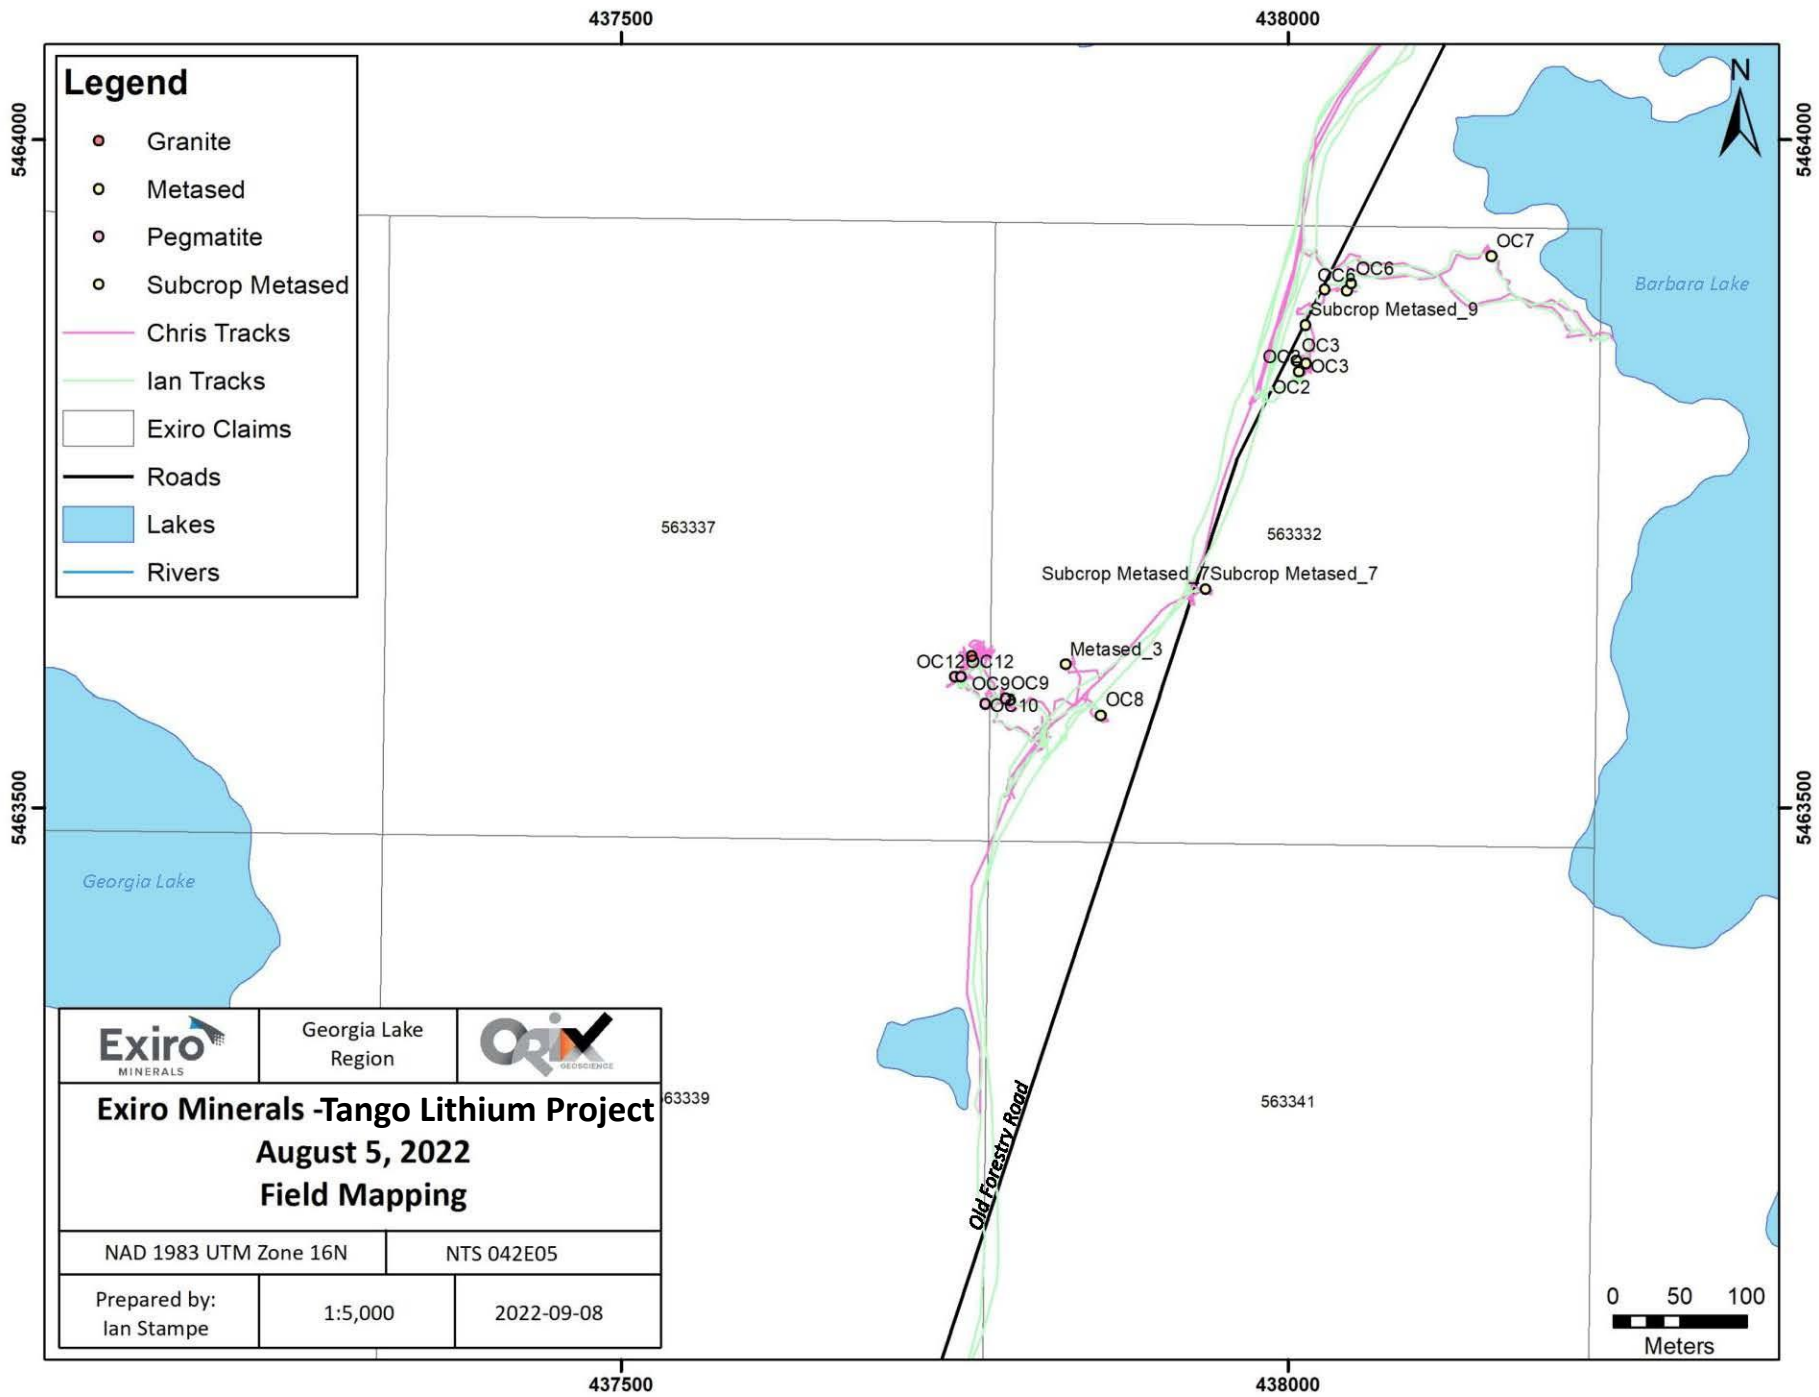 437500
438000
Legend
Granite
Metased
Pegmatite
Subcrop Metased
Chris Tracks
Ian Tracks
Exiro Claims
Roads
Lakes
Rivers
5464000
5464000
N
OC7
OC6
OC6
Barbara Lake
Subcrop Metased_9
OC3
OC3
OC2
563337
563332
Subcrop Metased_7
Subcrop Metased_7
Metased_3
OC12
OC12
OC9
OC9
OC10
OC8
5463500
5463500
Georgia Lake
Exiro
MINERALS
Georgia Lake
Region
ORIX
GEOSCIENCE
Exiro Minerals -Tango Lithium Project
August 5, 2022
Field Mapping
63339
563341
Old Forestry Road
NAD 1983 UTM Zone 16N
NTS 042E05
Prepared by:
Ian Stampe
1:5,000
2022-09-08
0 50 100
Meters
437500
438000